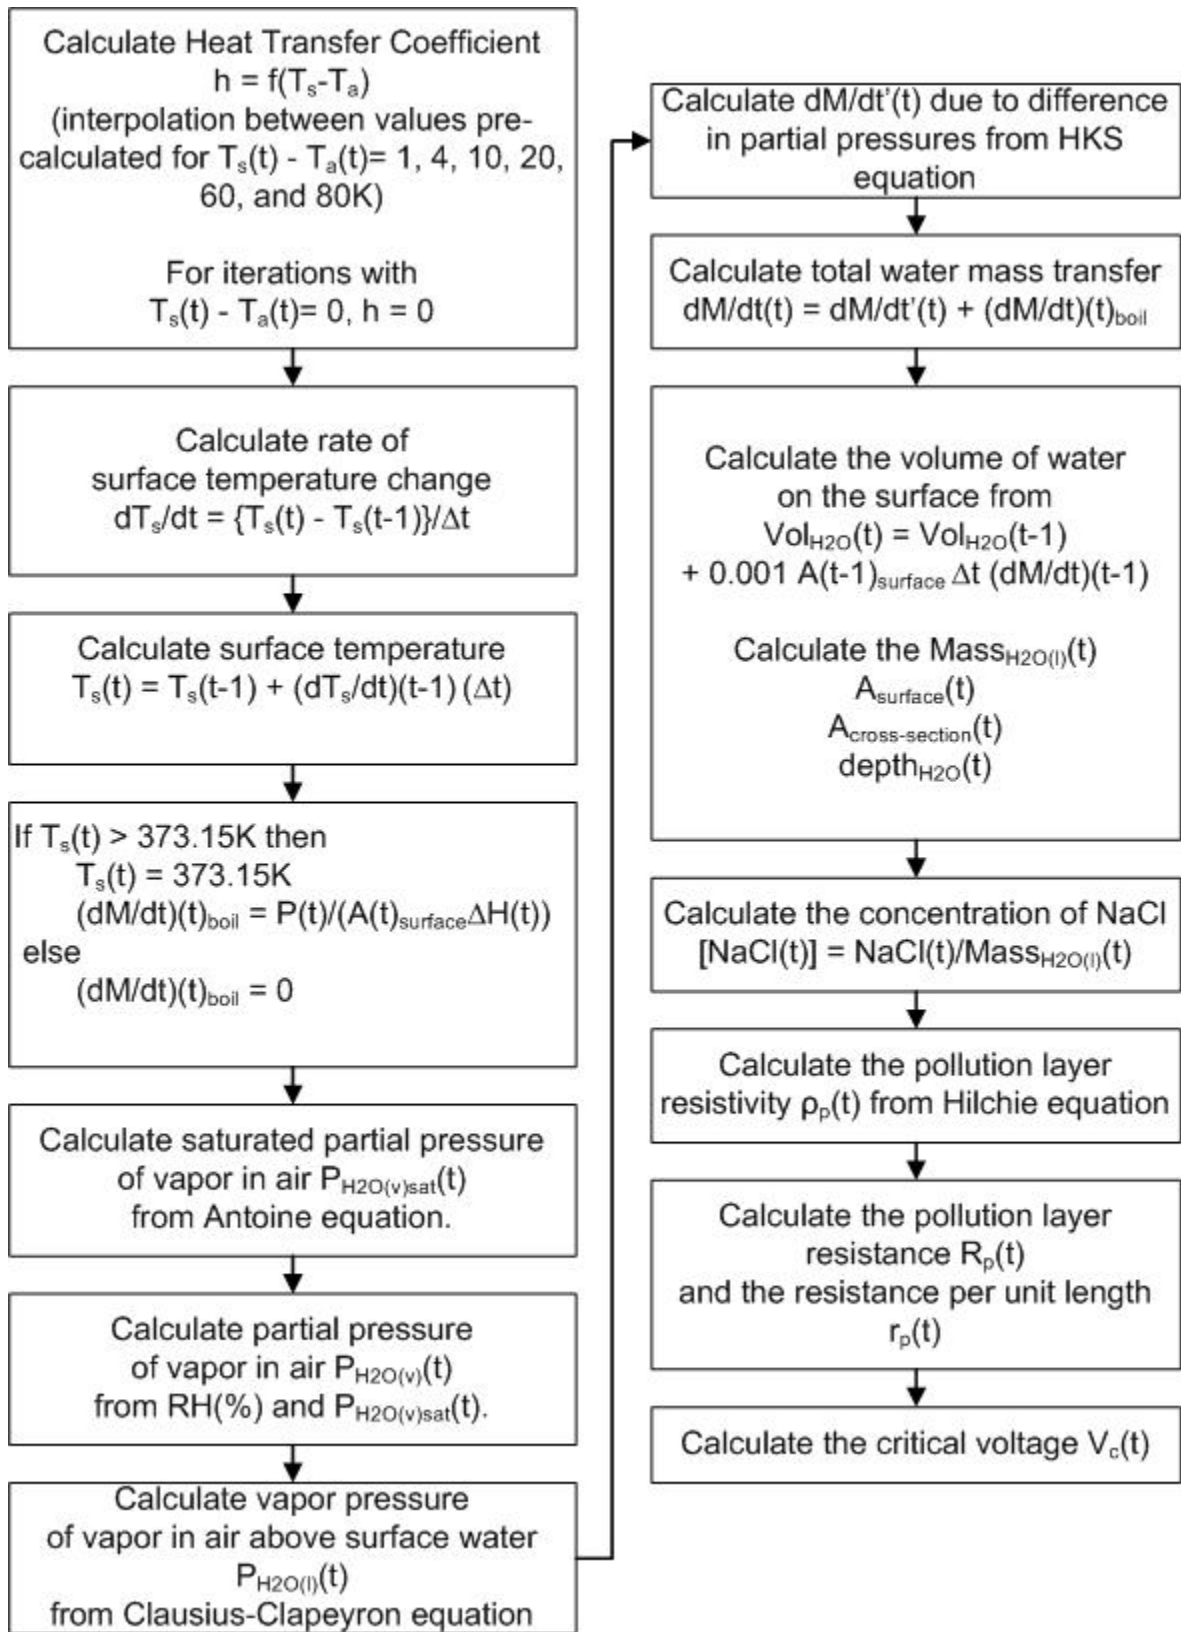 Calculate Heat Transfer Coefficient
h = f(Tₛ-Tₐ)
(interpolation between values pre-
calculated for Tₛ(t) - Tₐ(t)= 1, 4, 10, 20,
60, and 80K)
For iterations with
Tₛ(t) - Tₐ(t)= 0, h = 0
Calculate rate of
surface temperature change
dTₛ/dt = {Tₛ(t) - Tₛ(t-1)}/Δt
Calculate surface temperature
Tₛ(t) = Tₛ(t-1) + (dTₛ/dt)(t-1) (Δt)
If Tₛ(t) > 373.15K then
Tₛ(t) = 373.15K
(dM/dt)(t)boil = P(t)/(A(t)surfaceΔH(t))
else
(dM/dt)(t)boil = 0
Calculate saturated partial pressure
of vapor in air PH2O(v)sat(t)
from Antoine equation.
Calculate partial pressure
of vapor in air PH2O(v)(t)
from RH(%) and PH2O(v)sat(t).
Calculate vapor pressure
of vapor in air above surface water
PH2O(l)(t)
from Clausius-Clapeyron equation
Calculate dM/dt’(t) due to difference
in partial pressures from HKS
equation
Calculate total water mass transfer
dM/dt(t) = dM/dt’(t) + (dM/dt)(t)boil
Calculate the volume of water
on the surface from
VolH2O(t) = VolH2O(t-1)
+ 0.001 A(t-1)surface Δt (dM/dt)(t-1)
Calculate the MassH2O(l)(t)
Asurface(t)
Across-section(t)
depthH2O(t)
Calculate the concentration of NaCl
[NaCl(t)] = NaCl(t)/MassH2O(l)(t)
Calculate the pollution layer
resistivity ρₚ(t) from Hilchie equation
Calculate the pollution layer
resistance Rₚ(t)
and the resistance per unit length
rₚ(t)
Calculate the critical voltage Vc(t)